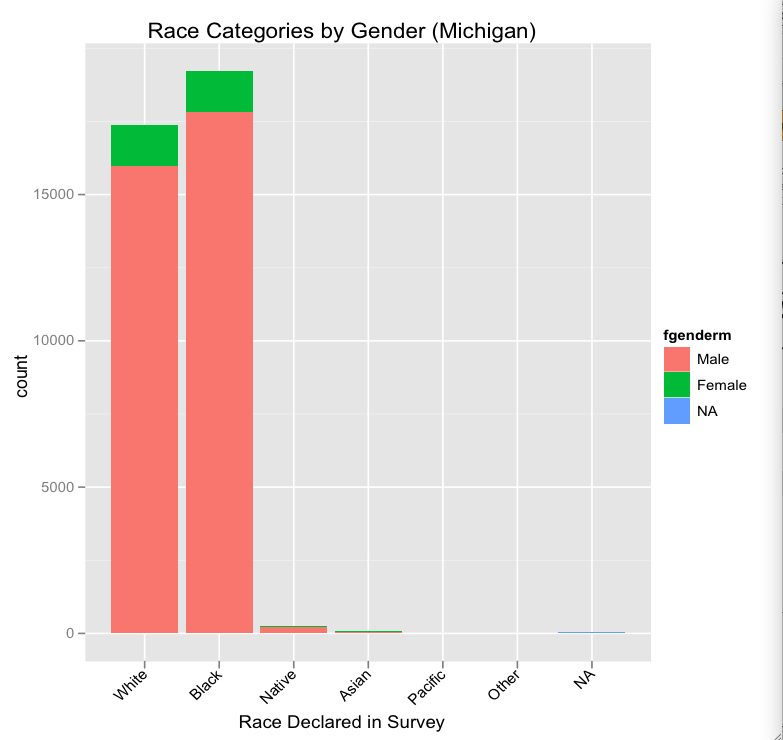 Race Categories by Gender (Michigan)
15000
10000
5000
0
count
White
Black
Native
Asian
Pacific
Other
NA
Race Declared in Survey
fgenderm
Male
Female
NA